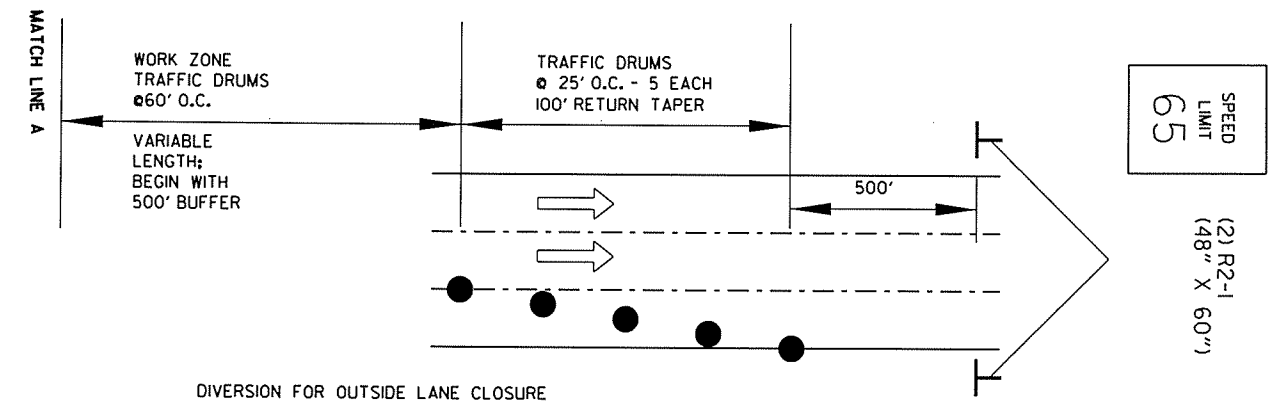 MATCH LINE A
WORK ZONE
TRAFFIC DRUMS
@60' O.C.
VARIABLE
LENGTH;
BEGIN WITH
500' BUFFER
TRAFFIC DRUMS
@ 25' O.C. - 5 EACH
100' RETURN TAPER
500'
SPEED
LIMIT
65
(2) R2-1
(48" X 60")
DIVERSION FOR OUTSIDE LANE CLOSURE